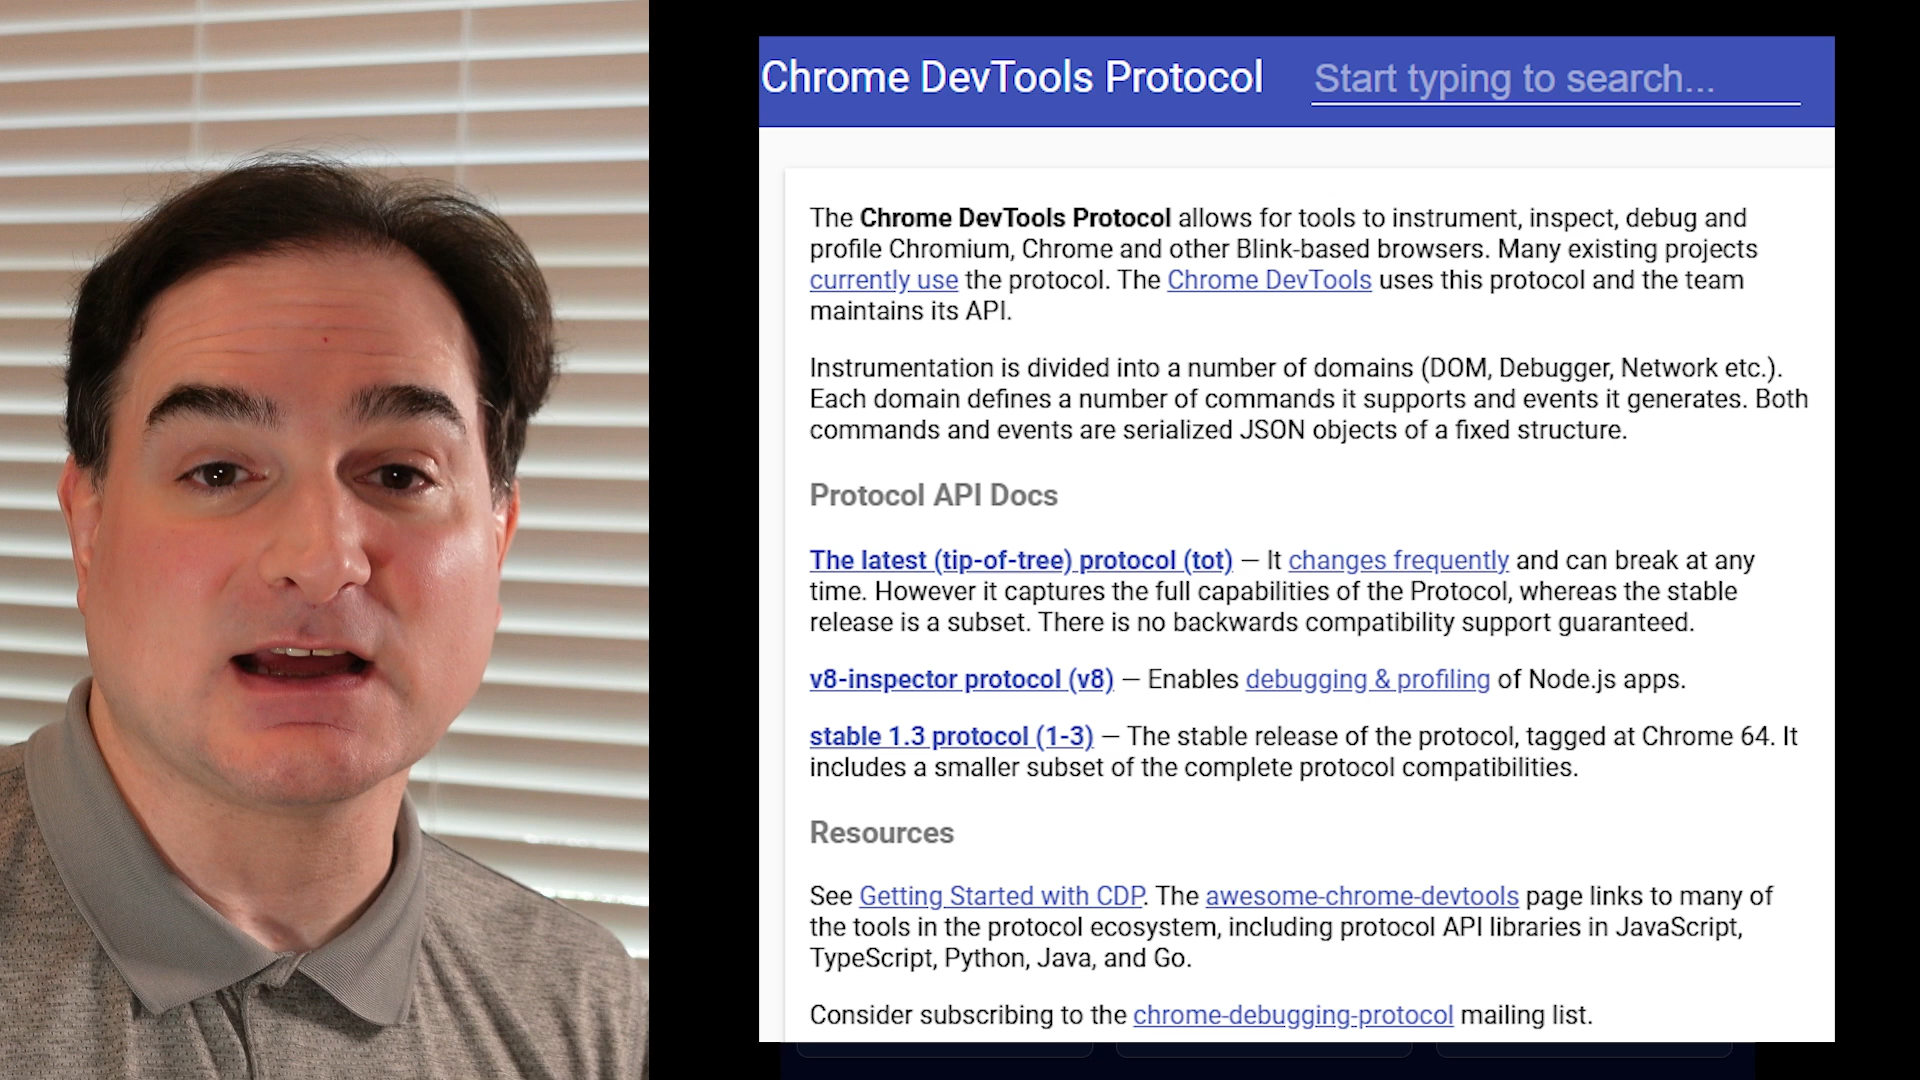 Chrome DevTools Protocol
Start typing to search...
The Chrome DevTools Protocol allows for tools to instrument, inspect, debug and
profile Chromium, Chrome and other Blink-based browsers. Many existing projects
currently use the protocol. The Chrome DevTools uses this protocol and the team
maintains its API.
Instrumentation is divided into a number of domains (DOM, Debugger, Network etc.).
Each domain defines a number of commands it supports and events it generates. Both
commands and events are serialized JSON objects of a fixed structure.
Protocol API Docs
The latest (tip-of-tree) protocol (tot) — It changes frequently and can break at any
time. However it captures the full capabilities of the Protocol, whereas the stable
release is a subset. There is no backwards compatibility support guaranteed.
v8-inspector protocol (v8) — Enables debugging & profiling of Node.js apps.
stable 1.3 protocol (1-3) — The stable release of the protocol, tagged at Chrome 64. It
includes a smaller subset of the complete protocol compatibilities.
Resources
See Getting Started with CDP. The awesome-chrome-devtools page links to many of
the tools in the protocol ecosystem, including protocol API libraries in JavaScript,
TypeScript, Python, Java, and Go.
Consider subscribing to the chrome-debugging-protocol mailing list.